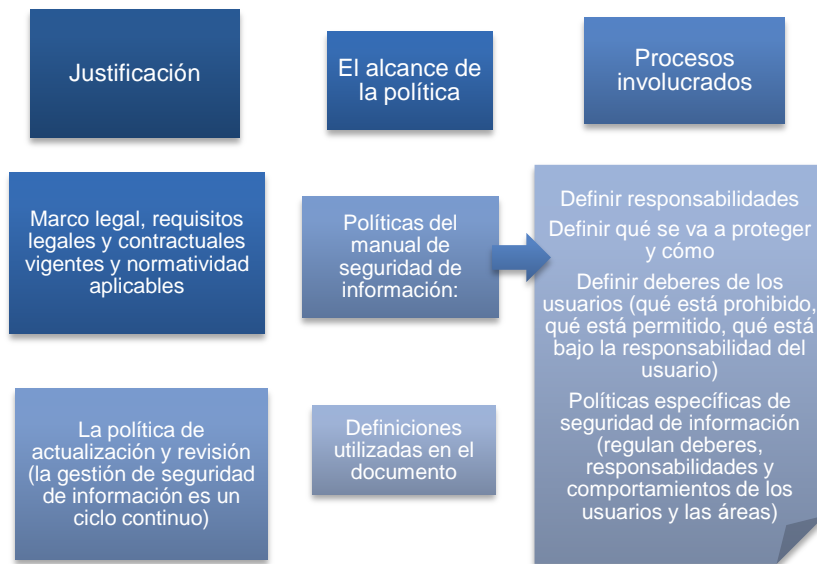 Justificación
El alcance de
la política
Procesos
involucrados
Marco legal, requisitos
legales y contractuales
vigentes y normatividad
aplicables
Políticas del
manual de
seguridad de
información:
Definir responsabilidades
Definir qué se va a proteger
y cómo
Definir deberes de los
usuarios (qué está prohibido,
qué está permitido, qué está
bajo la responsabilidad del
usuario)
Políticas específicas de
seguridad de información
(regulan deberes,
responsabilidades y
comportamientos de los
usuarios y las áreas)
La política de
actualización y revisión
(la gestión de seguridad
de información es un
ciclo continuo)
Definiciones
utilizadas en el
documento